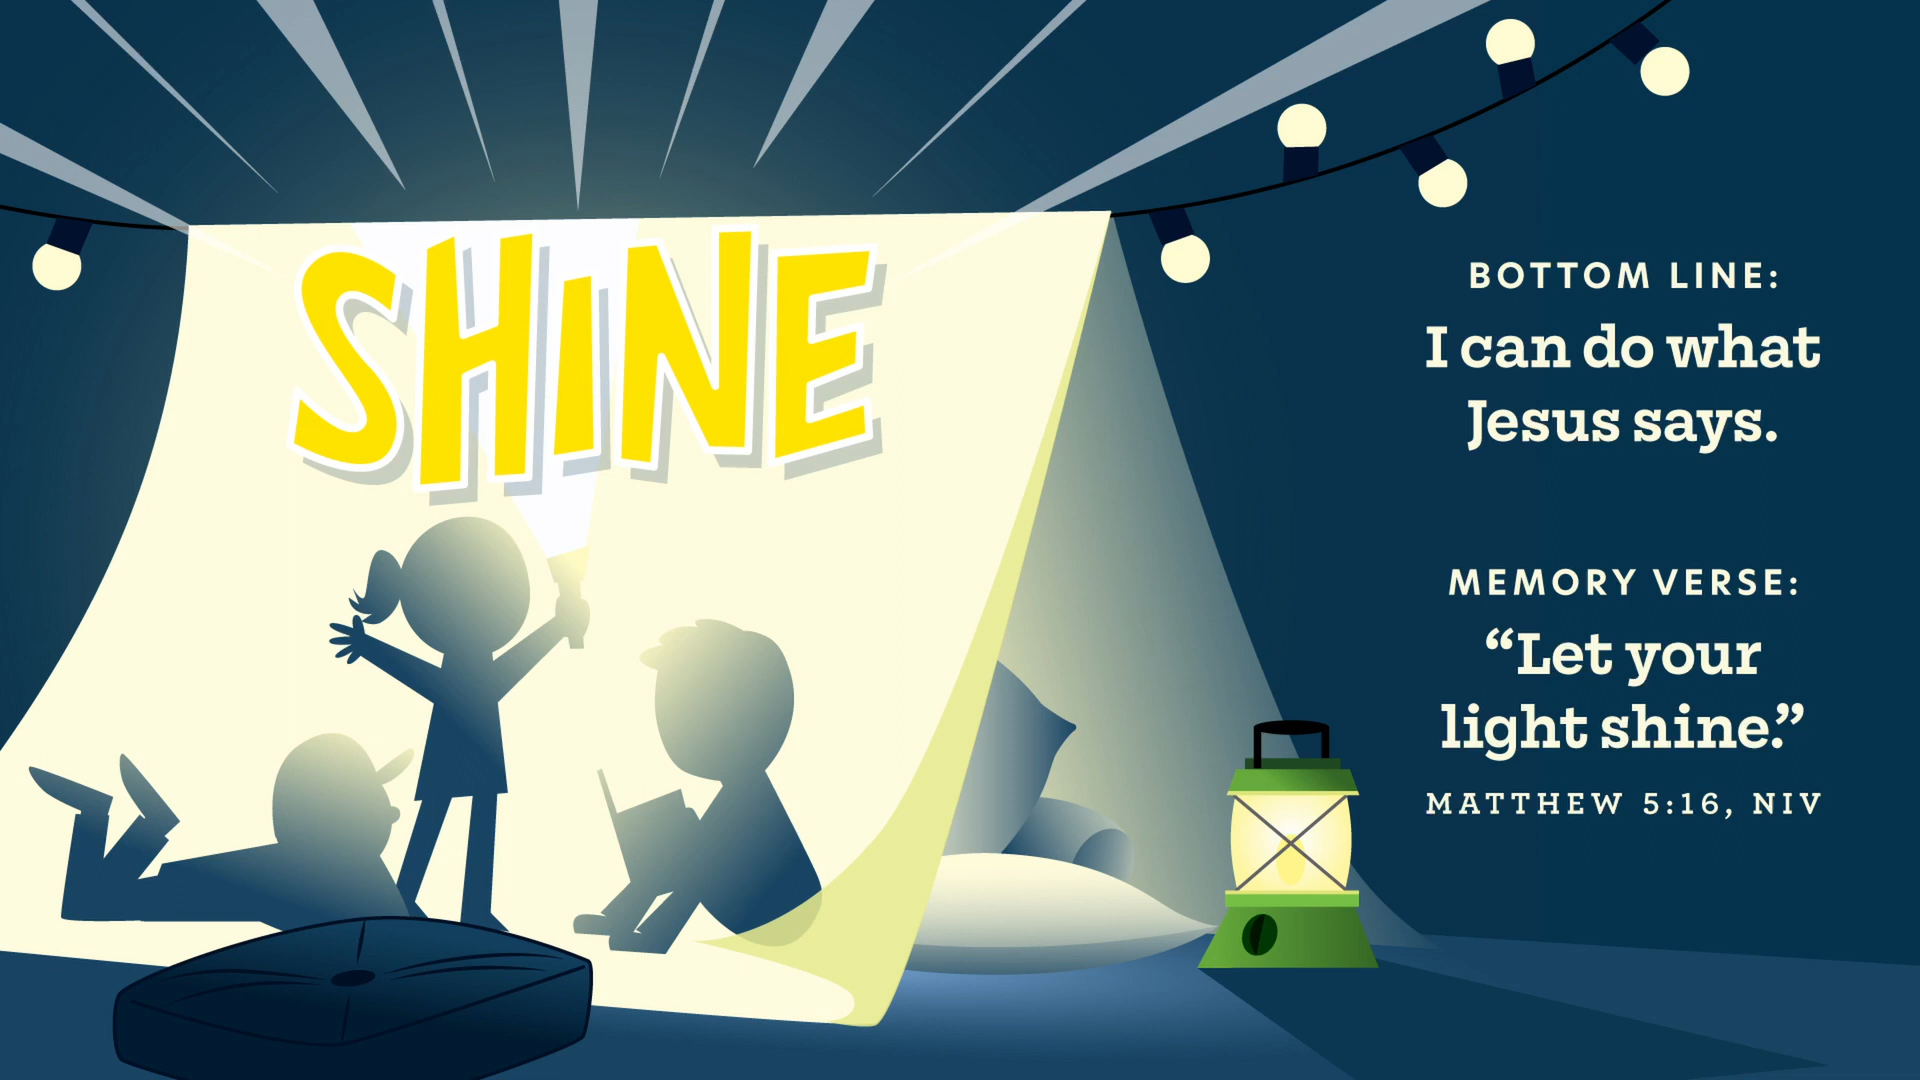 SHiNE
BOTTOM LINE:
I can do what
Jesus says.
MEMORY VERSE:
“Let your
light shine.”
MATTHEW 5:16, NIV